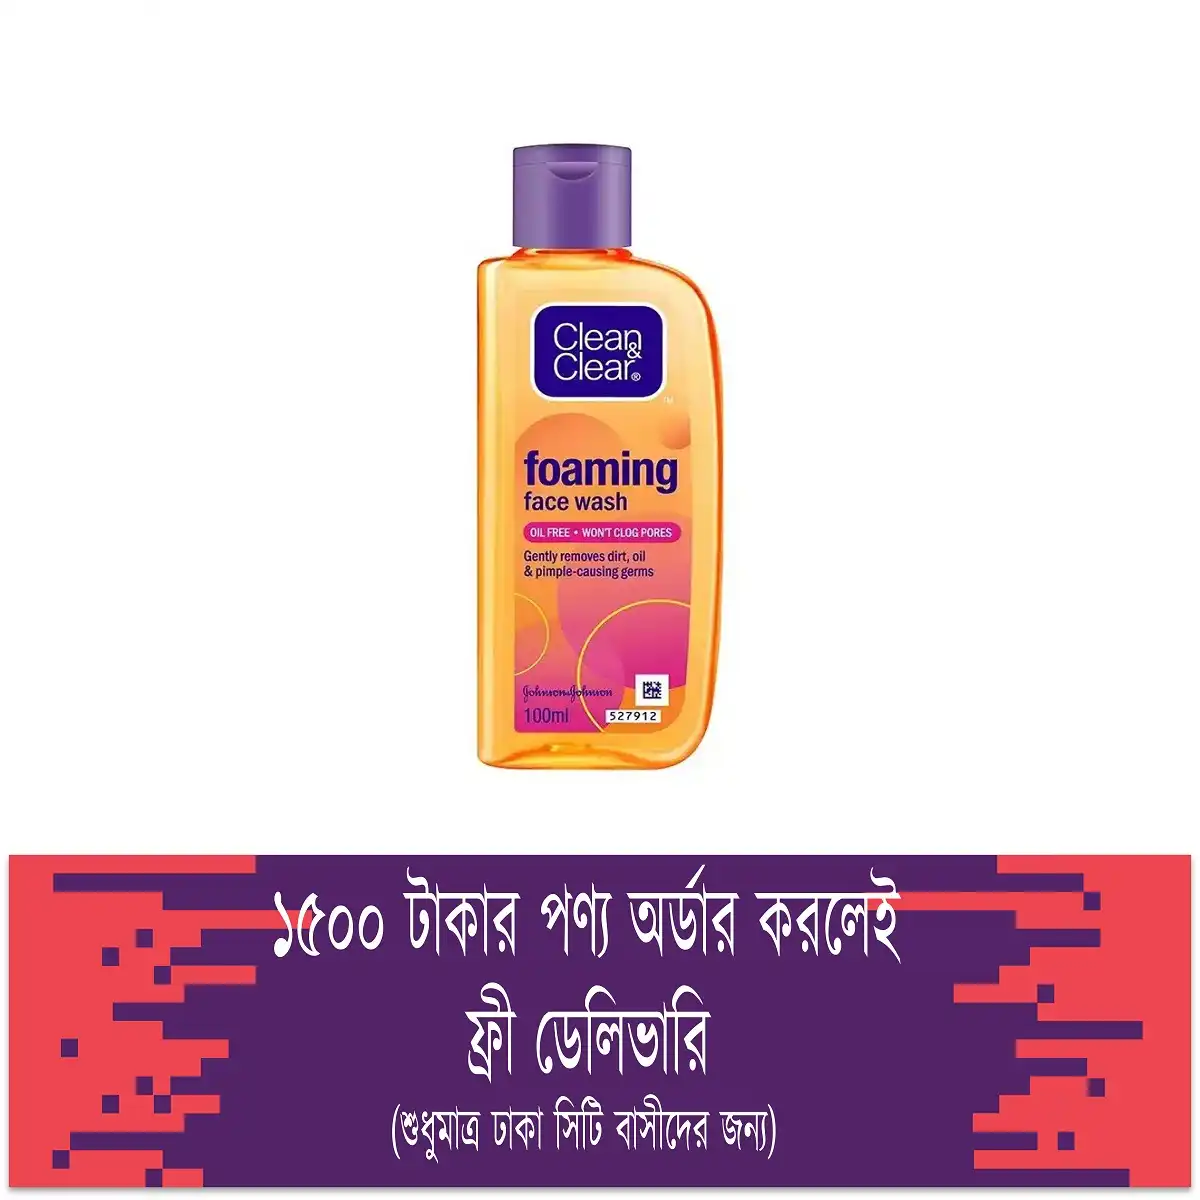 Clean
&
Clear®
TM
foaming
face wash
OIL FREE • WON'T CLOG PORES
Gently removes dirt, oil
& pimple-causing germs
Johnson&Johnson
100ml
527912
১৫০০ টাকার পণ্য অর্ডার করলেই
ফ্রী ডেলিভারি
(শুধুমাত্র ঢাকা সিটি বাসীদের জন্য)